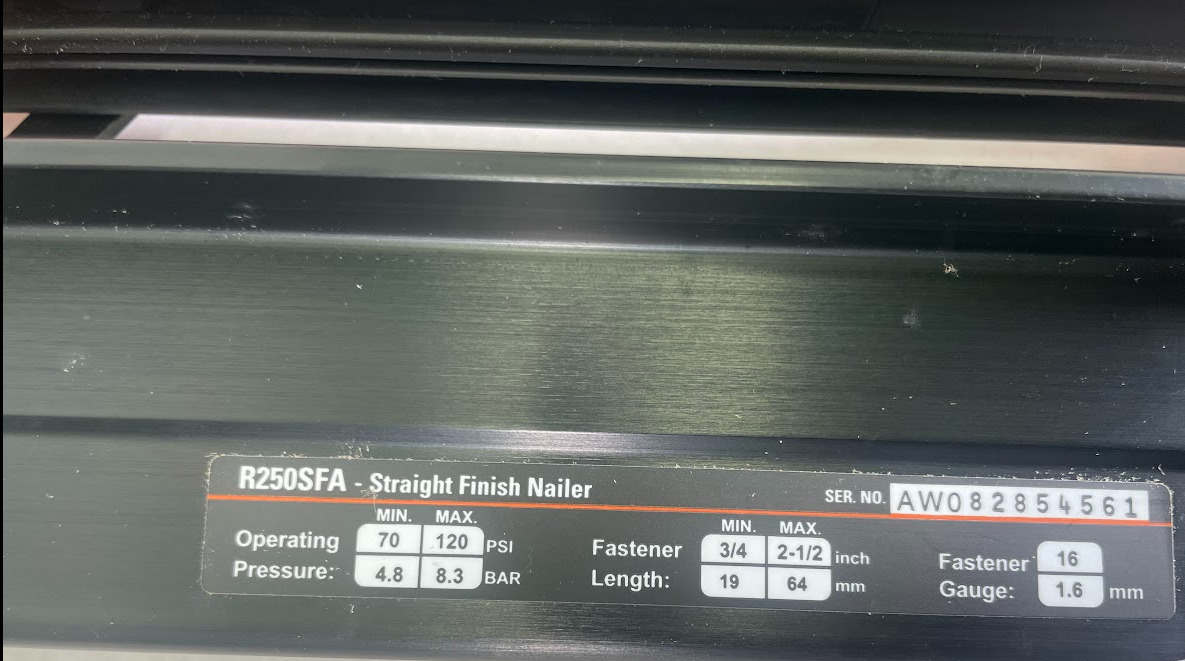 R250SFA - Straight Finish Nailer
SER. NO. AW082854561
MIN. MAX.
Operating 70 120 PSI
Pressure: 4.8 8.3 BAR
MIN. MAX.
Fastener 3/4 2-1/2 inch
Length: 19 64 mm
Fastener 16
Gauge: 1.6 mm